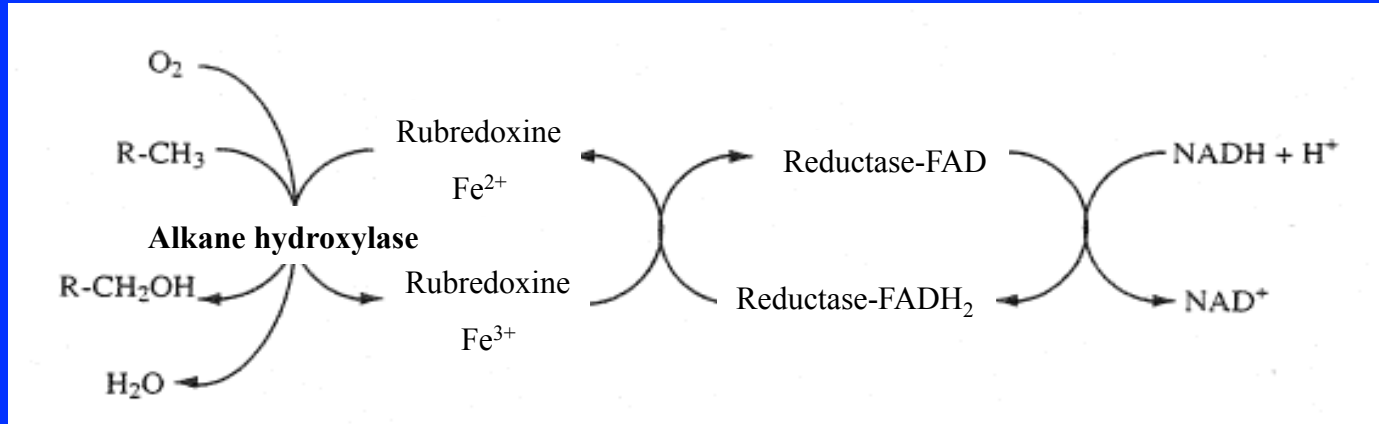 O₂
R-CH₃
Rubredoxine
Fe²⁺
Reductase-FAD
NADH + H⁺
Alkane hydroxylase
R-CH₂OH
Rubredoxine
Fe³⁺
Reductase-FADH₂
NAD⁺
H₂O